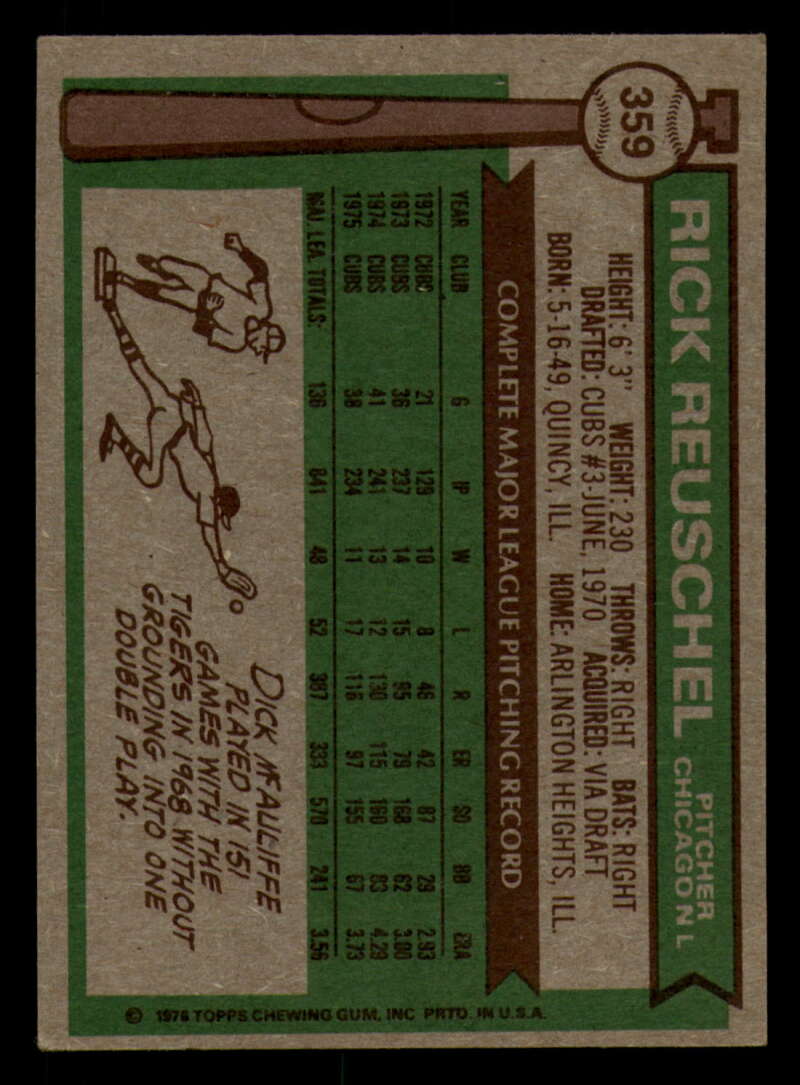 359
RICK REUSCHEL
PITCHER
CHICAGO NL
HEIGHT: 6' 3" WEIGHT: 230 THROWS: RIGHT BATS: RIGHT
DRAFTED: CUBS #3-JUNE, 1970 ACQUIRED: VIA DRAFT
BORN: 5-16-49, QUINCY, ILL. HOME: ARLINGTON HEIGHTS, ILL.
COMPLETE MAJOR LEAGUE PITCHING RECORD
YEAR CLUB G IP W L R ER SO BB ERA
1972 CUBS 21 129 10 8 46 42 87 29 2.93
1973 CUBS 36 237 14 15 95 79 168 62 3.00
1974 CUBS 41 241 13 12 130 115 160 83 4.29
1975 CUBS 38 234 11 17 116 97 155 67 3.73
MAJ. LEA. TOTALS: 136 841 48 52 387 333 570 241 3.56
DICK McAULIFFE
PLAYED IN 151
GAMES WITH THE
TIGERS IN 1968 WITHOUT
GROUNDING INTO ONE
DOUBLE PLAY.
© 1976 TOPPS CHEWING GUM, INC PRTD. IN U.S.A.